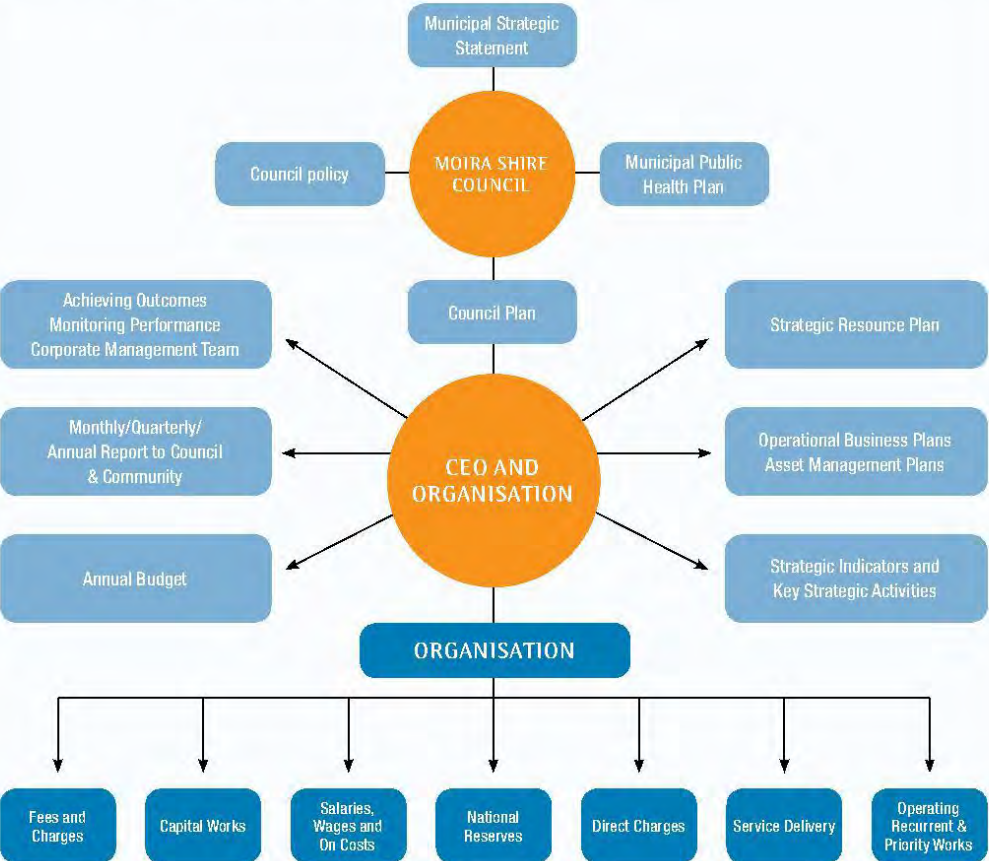 Municipal Strategic
Statement
Council policy
MOIRA SHIRE
COUNCIL
Municipal Public
Health Plan
Achieving Outcomes
Monitoring Performance
Corporate Management Team
Council Plan
Strategic Resource Plan
Monthly/Quarterly/
Annual Report to Council
& Community
CEO AND
ORGANISATION
Operational Business Plans
Asset Management Plans
Annual Budget
Strategic Indicators and
Key Strategic Activities
ORGANISATION
Fees and
Charges
Capital Works
Salaries,
Wages and
On Costs
National
Reserves
Direct Charges
Service Delivery
Operating
Recurrent &
Priority Works